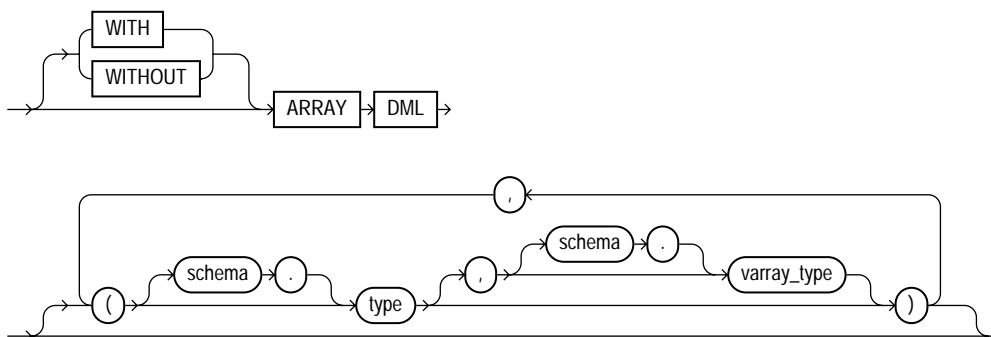 WITH
WITHOUT
ARRAY DML
,
schema .
schema . ,
( type varray_type )